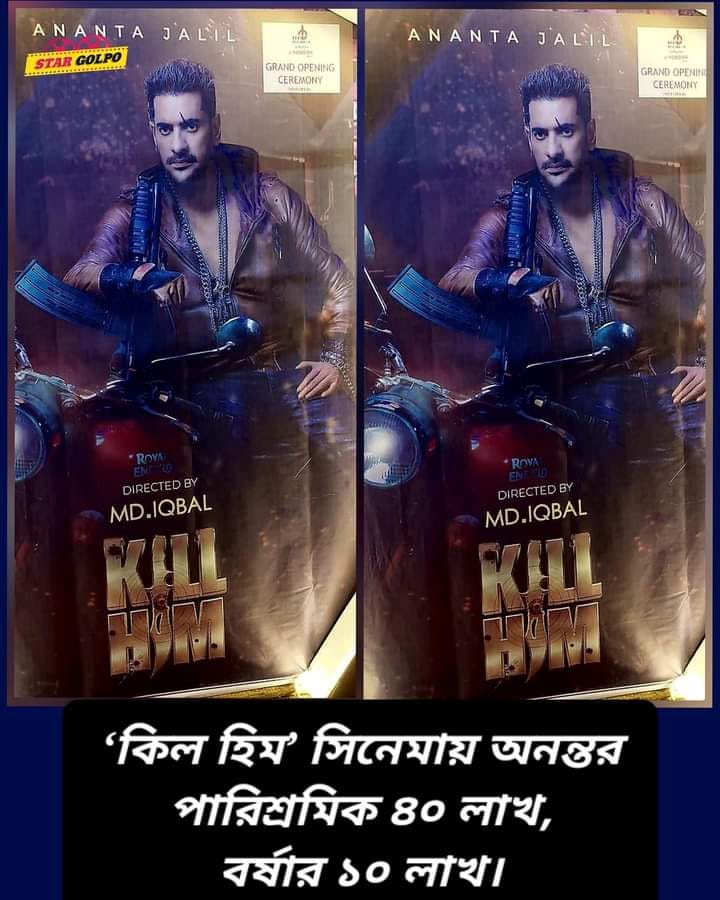 ANANTA JALIL
STAR GOLPO
GRAND OPENING
CEREMONY
DIRECTED BY
MD.IQBAL
KILL
HIM
ANANTA JALIL
GRAND OPENING
CEREMONY
DIRECTED BY
MD.IQBAL
KILL
HIM
‘কিল হিম’ সিনেমায় অনন্তর
পারিশ্রমিক ৪০ লাখ,
বর্ষার ১০ লাখ।